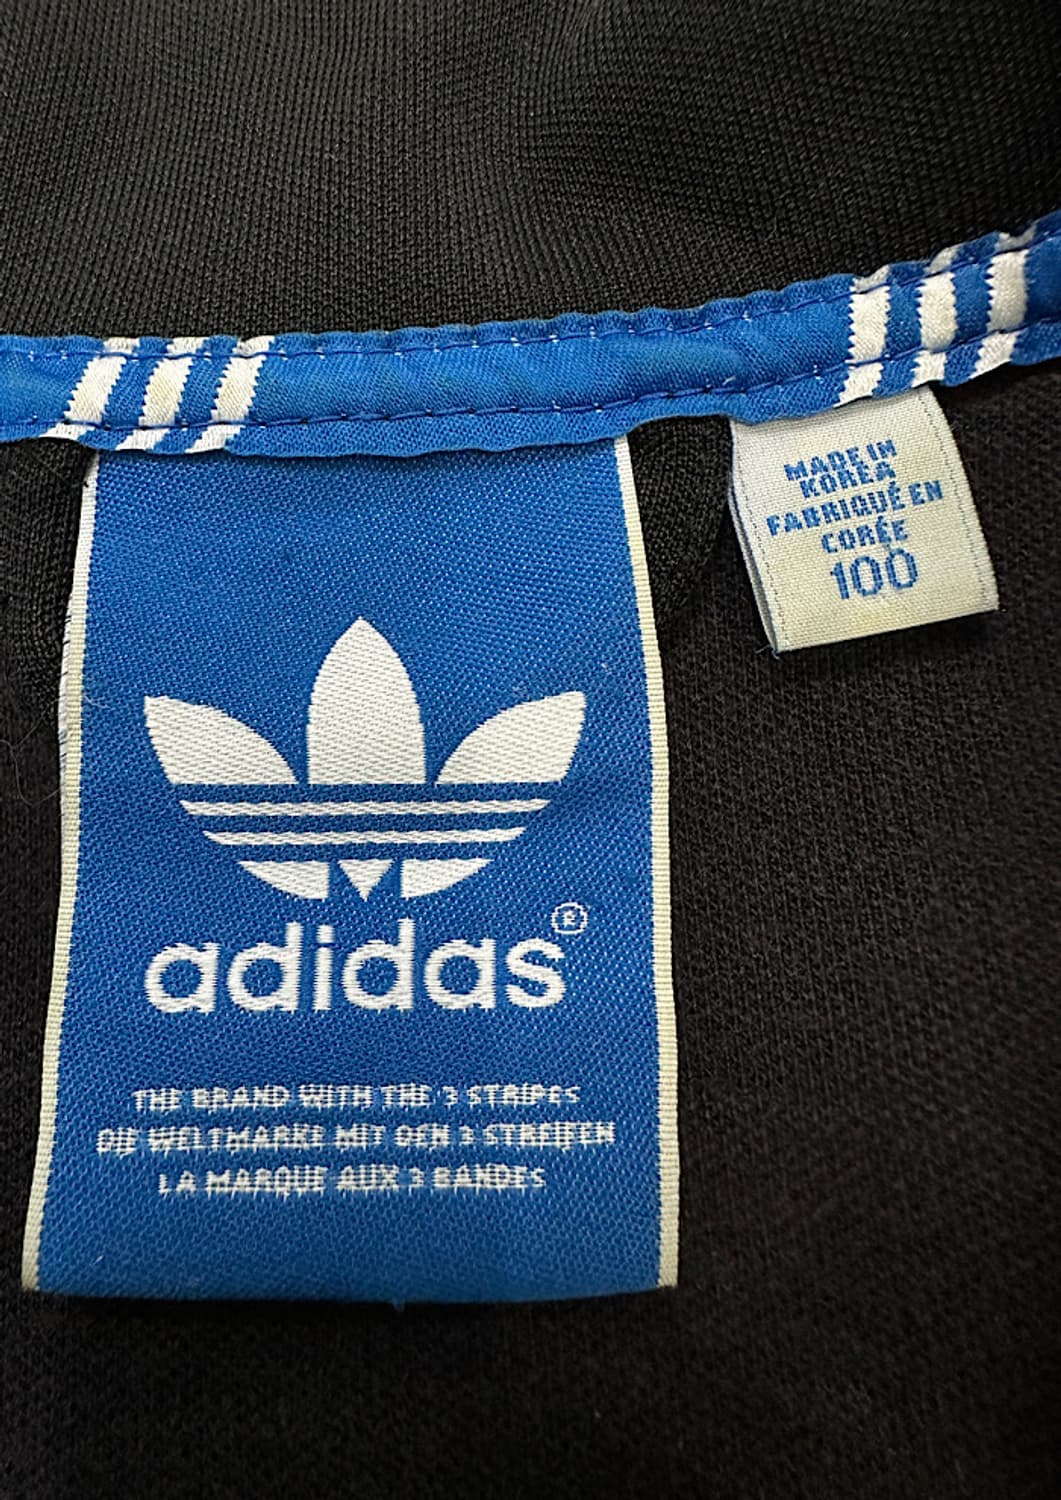 MADE IN
KOREA
FABRIQUÉ EN
CORÉE
100
adidas®
THE BRAND WITH THE 3 STRIPES
DIE WELTMARKE MIT DEN 3 STREIFEN
LA MARQUE AUX 3 BANDES